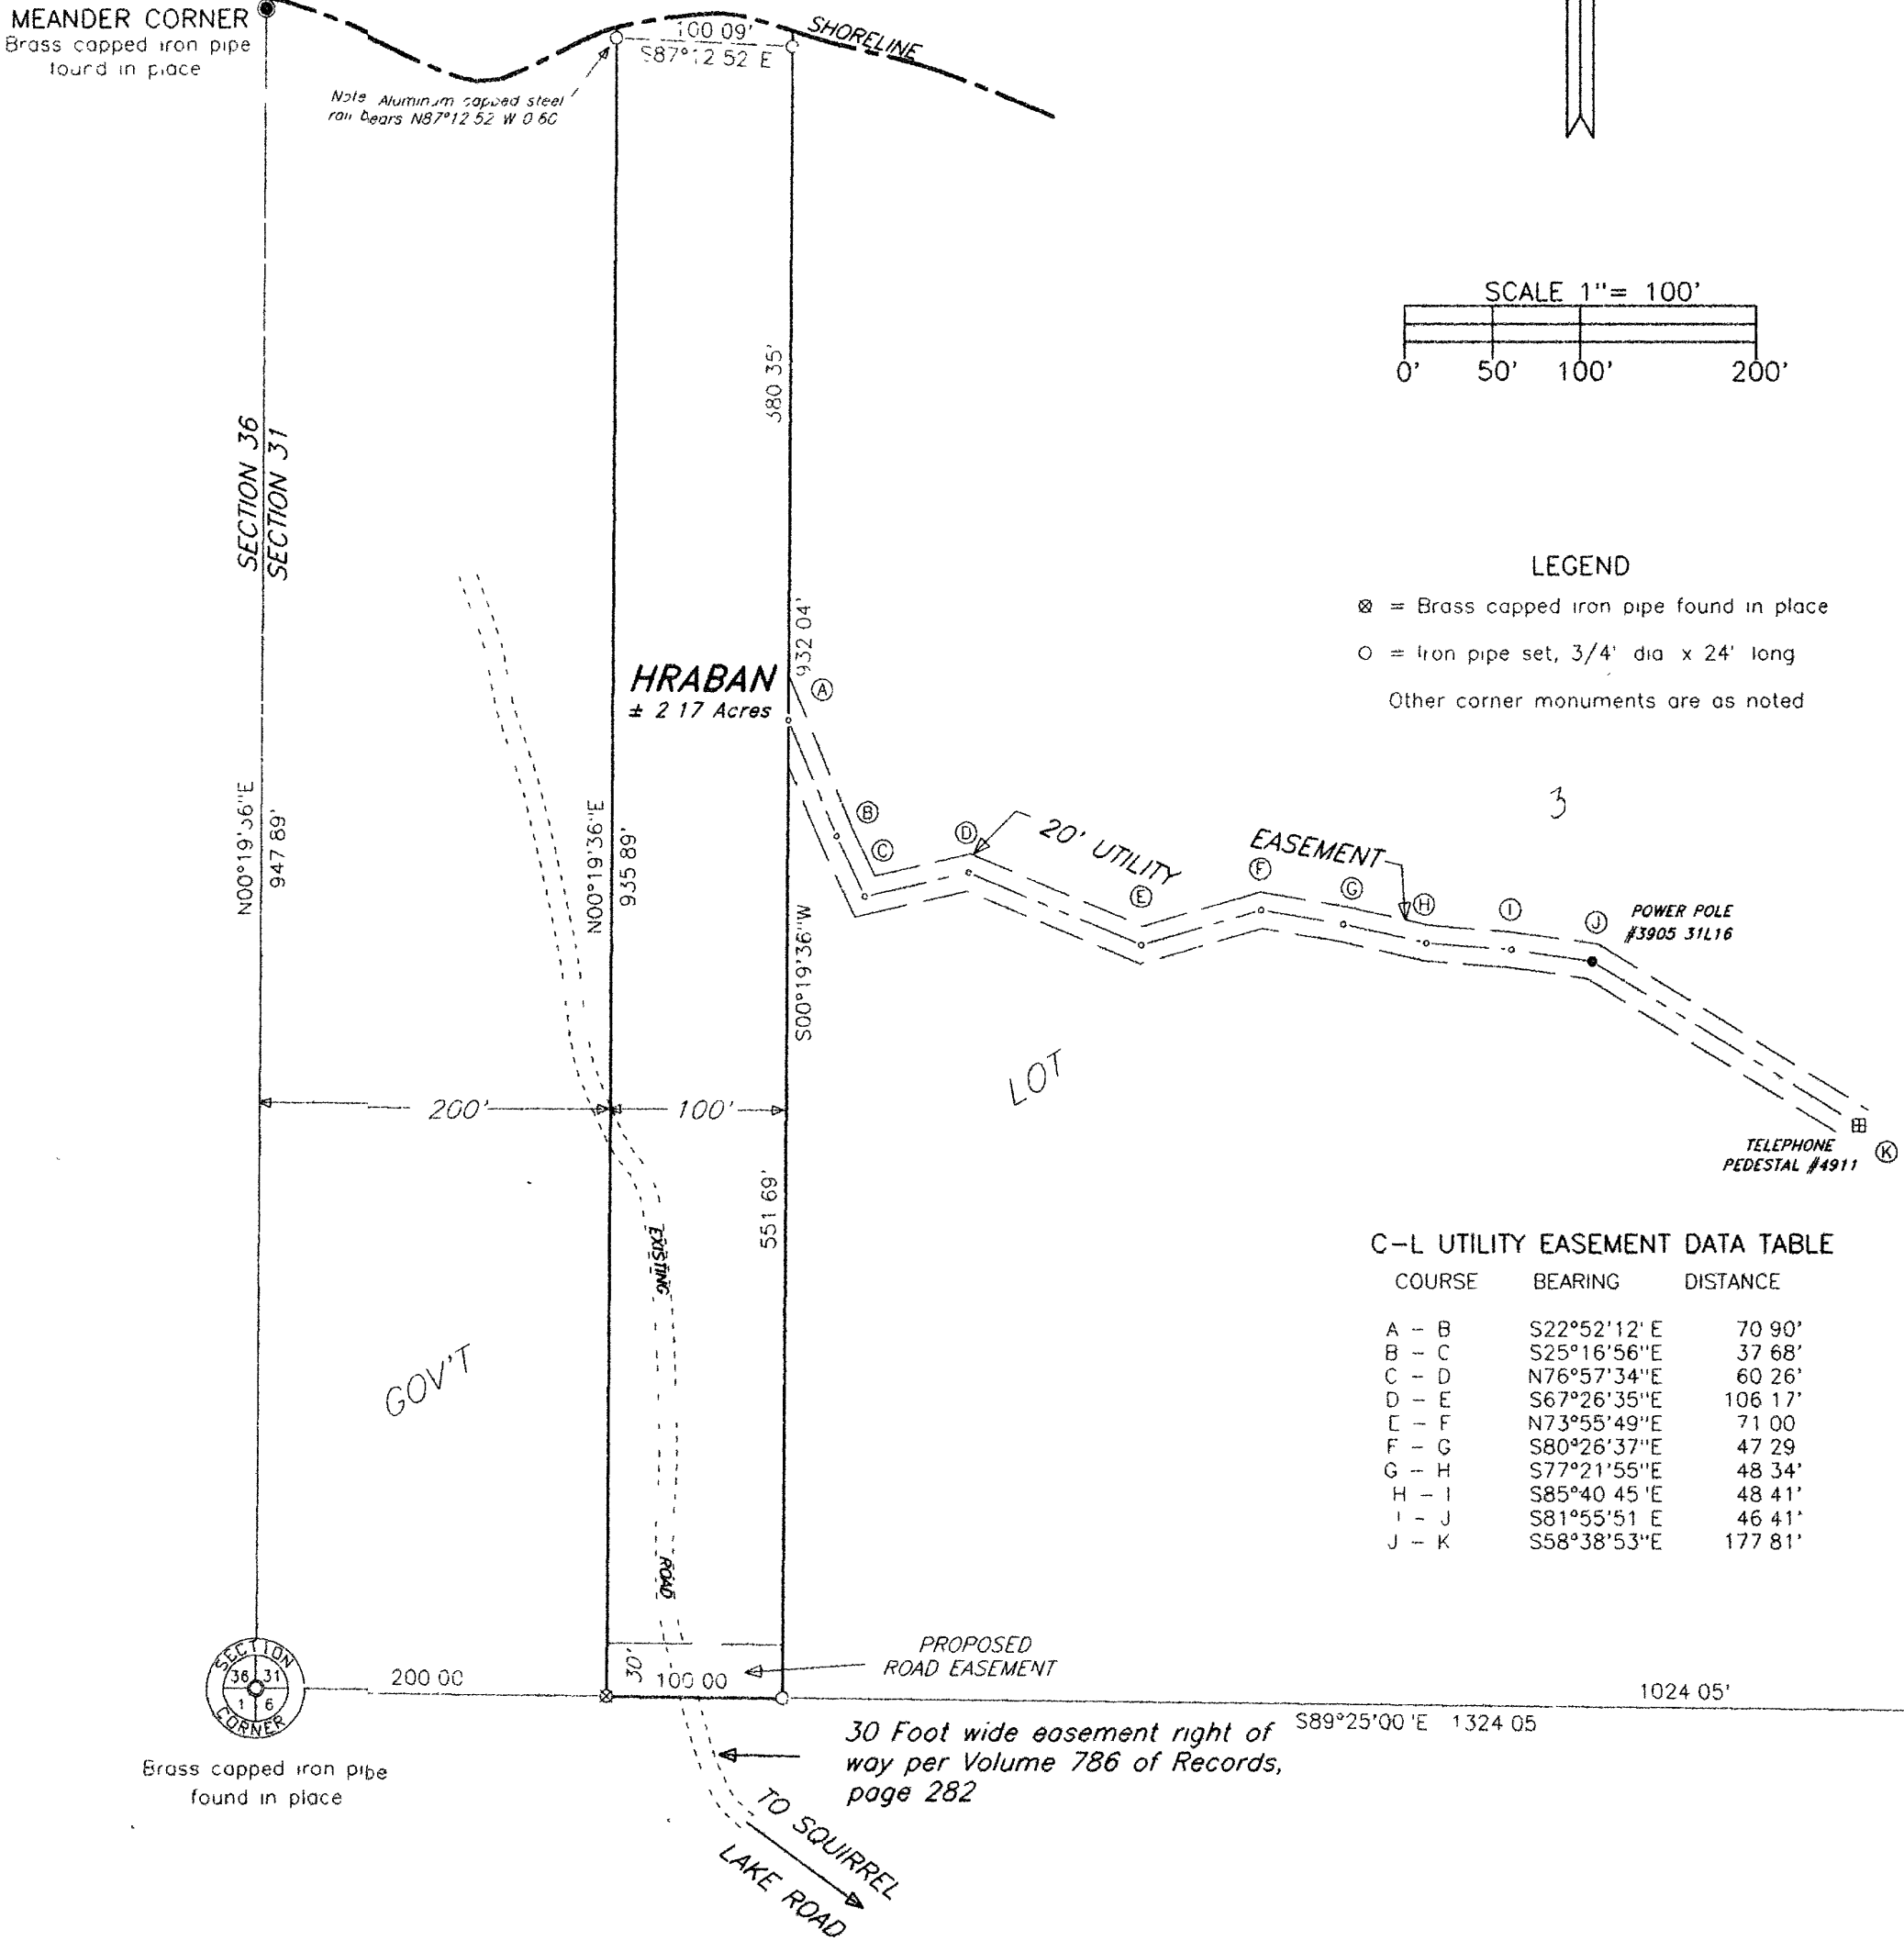 MEANDER CORNER
Brass capped iron pipe
found in place
100 09'
S87°12 52 E
SHORELINE
Note Aluminum capped steel
bears N87°12 52 W 0 60
SCALE 1"= 100'
0' 50' 100' 200'
380 35'
SECTION 36
SECTION 31
LEGEND
⊗ = Brass capped iron pipe found in place
O = Iron pipe set, 3/4' dia x 24' long
Other corner monuments are as noted
932 04'
HRABAN
± 2 17 Acres
A
B
C
D
20' UTILITY
E
EASEMENT
F
G
H
I
J
POWER POLE
#3905 31L16
3
N00°19'36"E
947 89'
N00°19'36"E
935 89'
S00°19'36"W
LOT
200'
100'
TELEPHONE
PEDESTAL #4911
K
551 69'
EXISTING
ROAD
GOV'T
C-L UTILITY EASEMENT DATA TABLE
COURSE BEARING DISTANCE
A - B S22°52'12' E 70 90'
B - C S25°16'56"E 37 68'
C - D N76°57'34"E 60 26'
D - E S67°26'35"E 106 17'
E - F N73°55'49"E 71 00
F - G S80°26'37"E 47 29
G - H S77°21'55"E 48 34'
H - I S85°40 45 'E 48 41'
I - J S81°55'51 E 46 41'
J - K S58°38'53"E 177 81'
SECTION
36 31
1 6
CORNER
Brass capped iron pipe
found in place
200 00
30'
100 00
PROPOSED
ROAD EASEMENT
1024 05'
S89°25'00 'E 1324 05
30 Foot wide easement right of
way per Volume 786 of Records,
page 282
TO SQUIRREL
LAKE ROAD